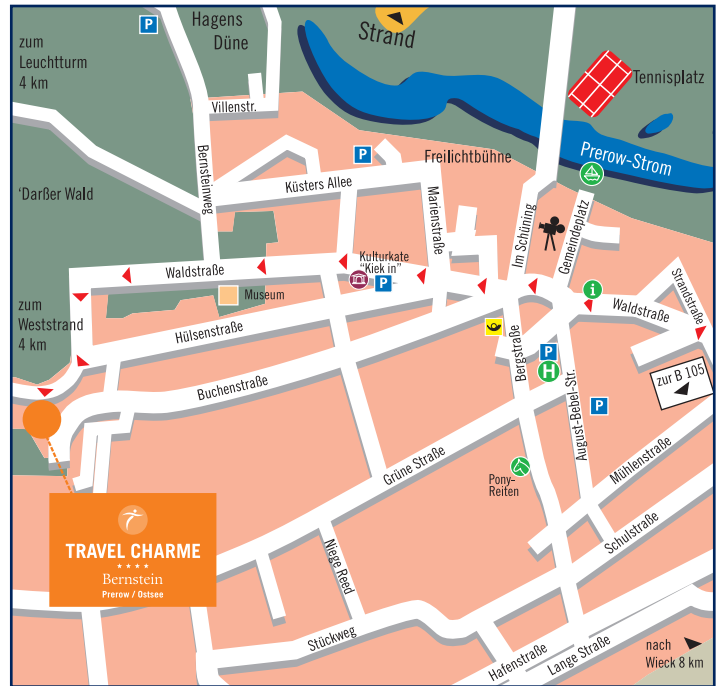 P
Hagens
Düne
Strand
zum
Leuchtturm
4 km
Tennisplatz
Villenstr.
Bernsteinweg
P
Freilichtbühne
Prerow-Strom
'Darßer Wald
Küsters Allee
Marienstraße
Im Schüning
Gemeindeplatz
Kulturkate
"Kiek in"
Waldstraße
P
Museum
i
Waldstraße
Strandstraße
zum
Weststrand
4 km
Hülsenstraße
Bergstraße
P
H
zur B 105
Buchenstraße
August-Bebel-Str.
P
Grüne Straße
Pony-
Reiten
Mühlenstraße
TRAVEL CHARME
★★★★
Bernstein
Prerow / Ostsee
Niege Reed
Schulstraße
Stückweg
Hafenstraße
Lange Straße
nach
Wieck 8 km